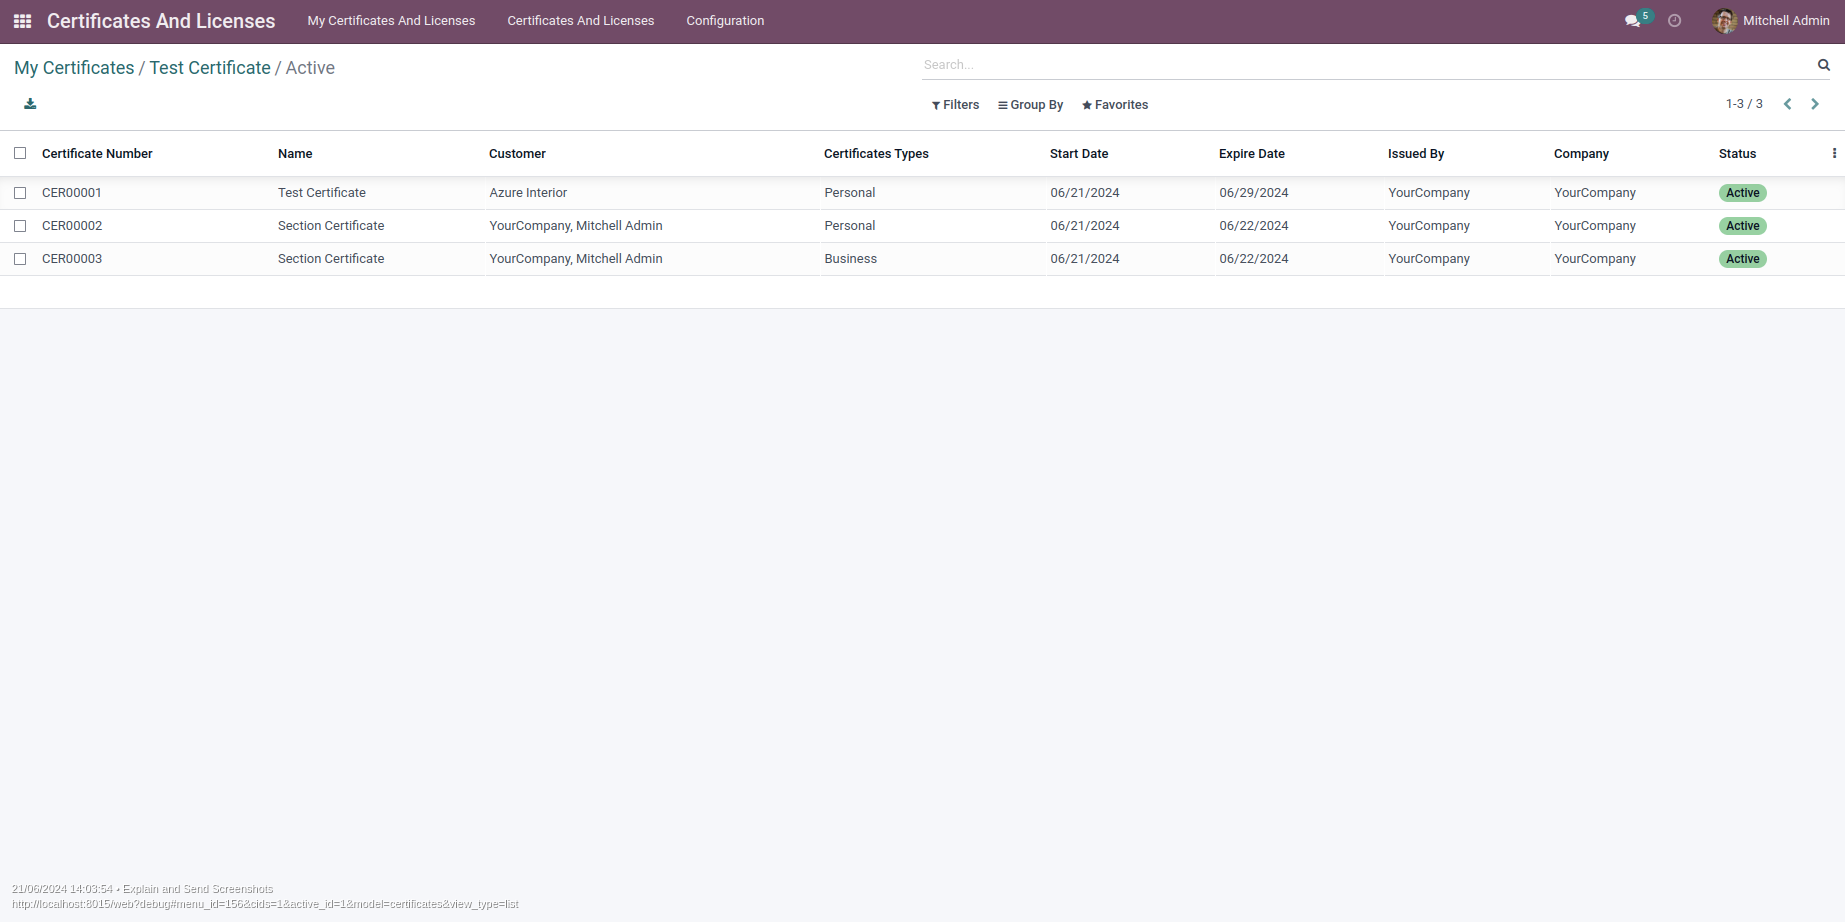 Certificates And Licenses My Certificates And Licenses Certificates And Licenses Configuration 5 Mitchell Admin
My Certificates / Test Certificate / Active Search...
Filters Group By Favorites 1-3 / 3
Certificate Number Name Customer Certificates Types Start Date Expire Date Issued By Company Status
CER00001 Test Certificate Azure Interior Personal 06/21/2024 06/29/2024 YourCompany YourCompany Active
CER00002 Section Certificate YourCompany, Mitchell Admin Personal 06/21/2024 06/22/2024 YourCompany YourCompany Active
CER00003 Section Certificate YourCompany, Mitchell Admin Business 06/21/2024 06/22/2024 YourCompany YourCompany Active
21/06/2024 14:03:54 • Explain and Send Screenshots
http://localhost:8015/web?debug#menu_id=156&cids=1&active_id=1&model=certificates&view_type=list